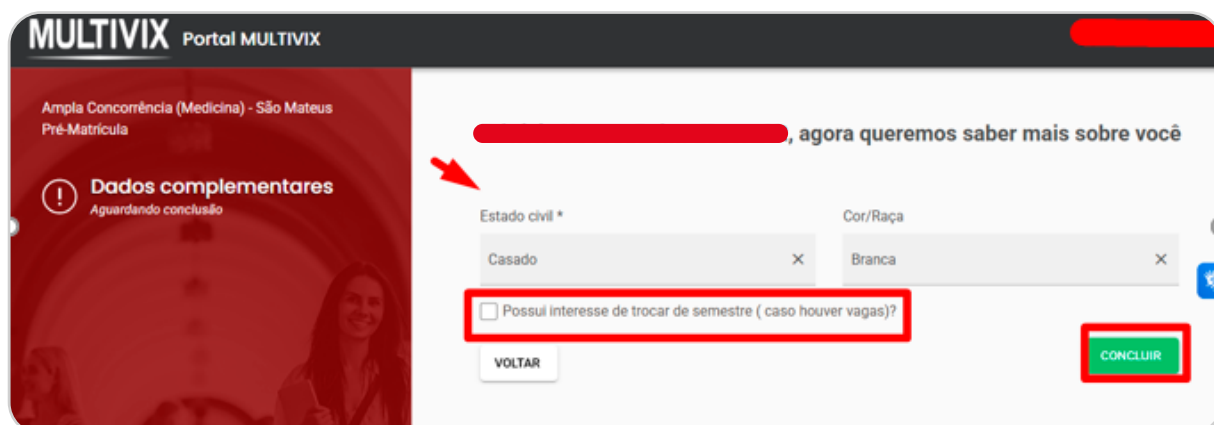 MULTIVIX Portal MULTIVIX
Ampla Concorrência (Medicina) - São Mateus
Pré-Matrícula
Dados complementares
Aguardando conclusão
, agora queremos saber mais sobre você
Estado civil *
Cor/Raça
Casado
Branca
Possui interesse de trocar de semestre ( caso houver vagas)?
VOLTAR
CONCLUIR